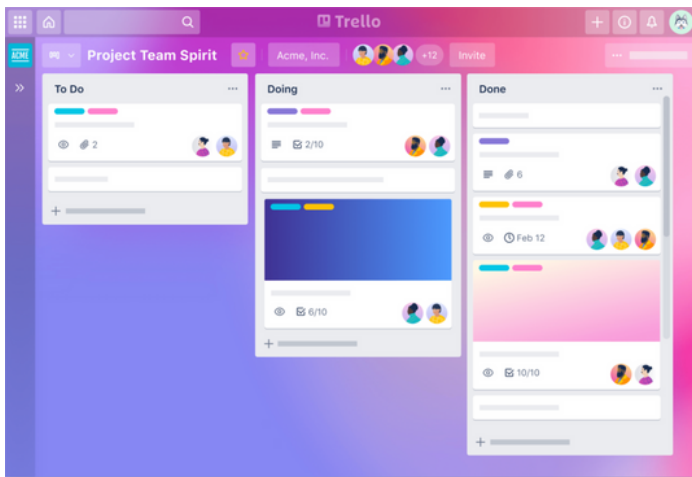 Trello
ACME
Project Team Spirit
Acme, Inc.
+12
Invite
To Do
2
Doing
2/10
6/10
Done
6
Feb 12
10/10